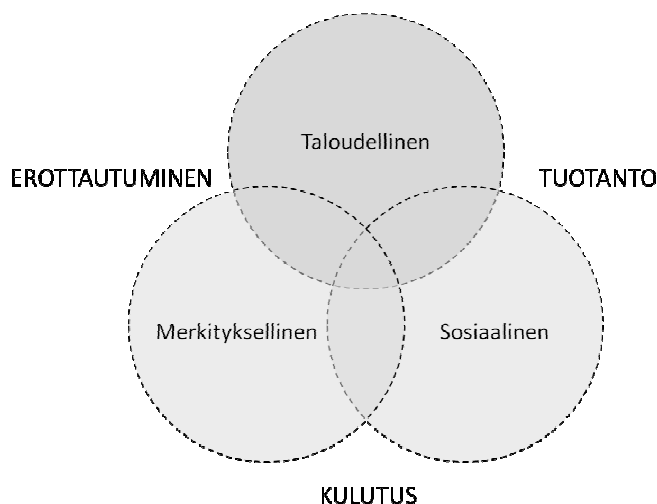 Taloudellinen
EROTTAUTUMINEN
TUOTANTO
Merkityksellinen
Sosiaalinen
KULUTUS